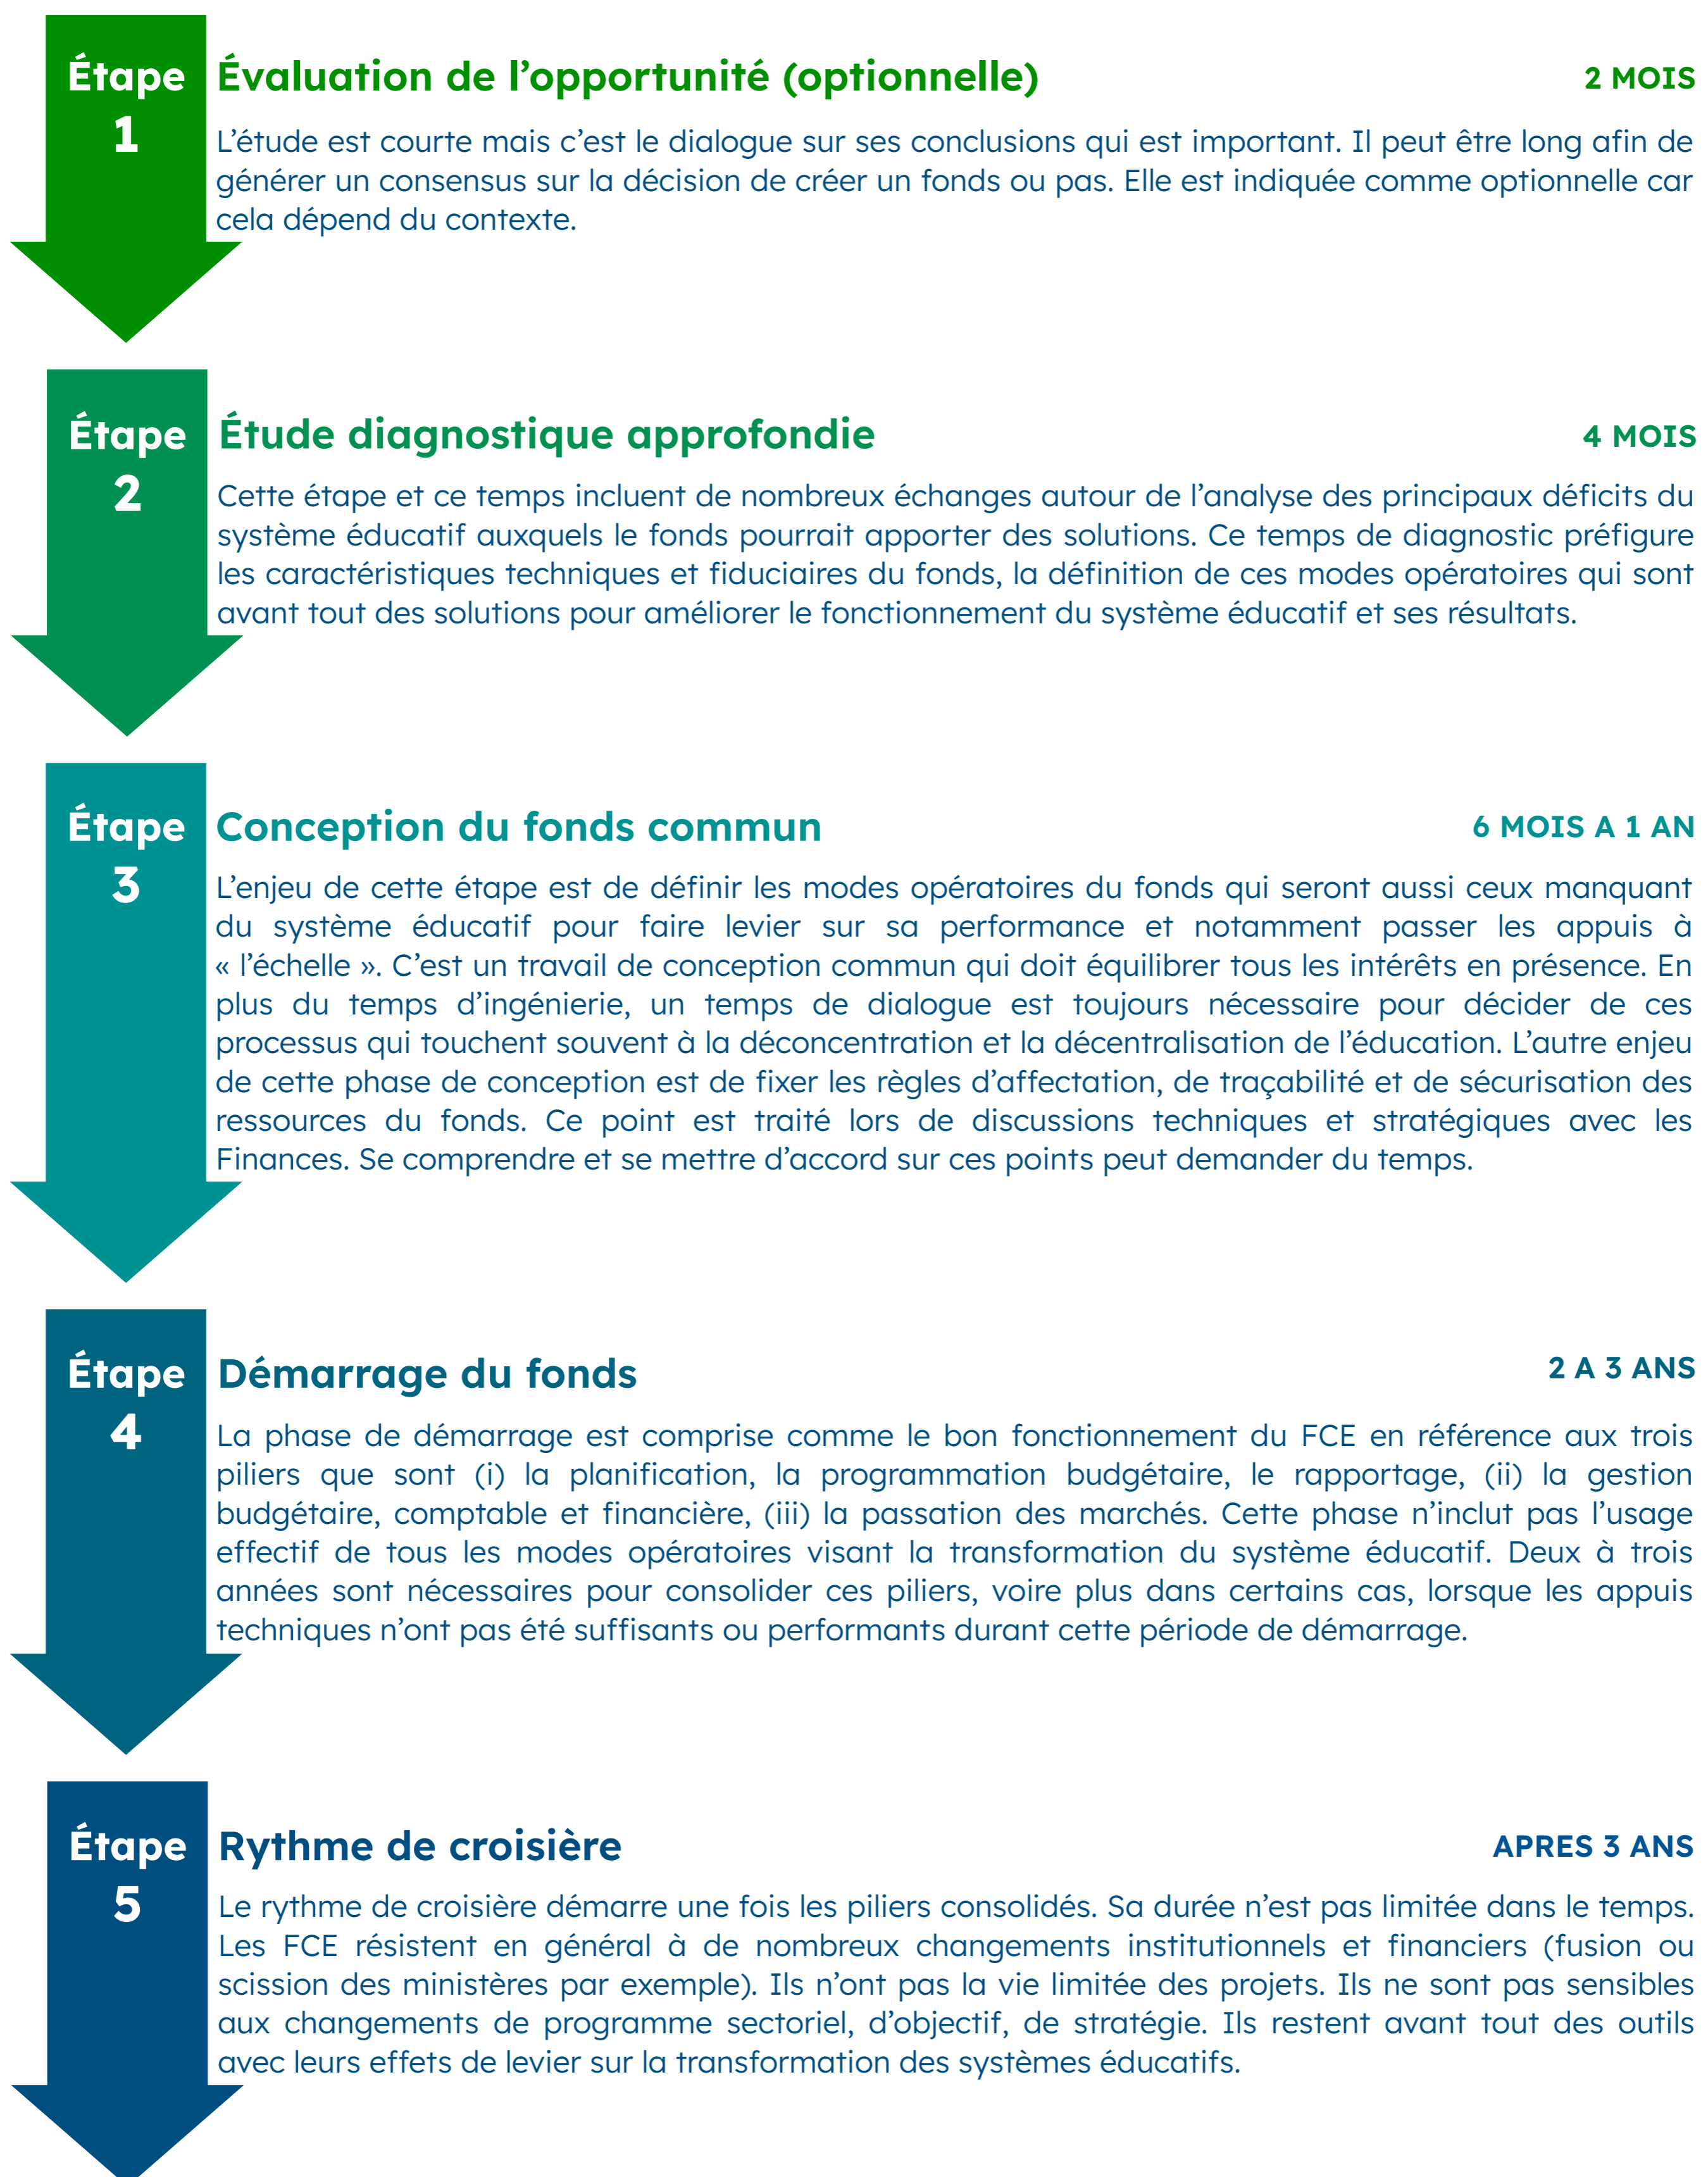 Étape
1
Évaluation de l’opportunité (optionnelle)
2 MOIS
L’étude est courte mais c’est le dialogue sur ses conclusions qui est important. Il peut être long afin de
générer un consensus sur la décision de créer un fonds ou pas. Elle est indiquée comme optionnelle car
cela dépend du contexte.
Étape
2
Étude diagnostique approfondie
4 MOIS
Cette étape et ce temps incluent de nombreux échanges autour de l’analyse des principaux déficits du
système éducatif auxquels le fonds pourrait apporter des solutions. Ce temps de diagnostic préfigure
les caractéristiques techniques et fiduciaires du fonds, la définition de ces modes opératoires qui sont
avant tout des solutions pour améliorer le fonctionnement du système éducatif et ses résultats.
Étape
3
Conception du fonds commun
6 MOIS A 1 AN
L’enjeu de cette étape est de définir les modes opératoires du fonds qui seront aussi ceux manquant
du système éducatif pour faire levier sur sa performance et notamment passer les appuis à
« l’échelle ». C’est un travail de conception commun qui doit équilibrer tous les intérêts en présence. En
plus du temps d’ingénierie, un temps de dialogue est toujours nécessaire pour décider de ces
processus qui touchent souvent à la déconcentration et la décentralisation de l’éducation. L’autre enjeu
de cette phase de conception est de fixer les règles d’affectation, de traçabilité et de sécurisation des
ressources du fonds. Ce point est traité lors de discussions techniques et stratégiques avec les
Finances. Se comprendre et se mettre d’accord sur ces points peut demander du temps.
Étape
4
Démarrage du fonds
2 A 3 ANS
La phase de démarrage est comprise comme le bon fonctionnement du FCE en référence aux trois
piliers que sont (i) la planification, la programmation budgétaire, le rapportage, (ii) la gestion
budgétaire, comptable et financière, (iii) la passation des marchés. Cette phase n’inclut pas l’usage
effectif de tous les modes opératoires visant la transformation du système éducatif. Deux à trois
années sont nécessaires pour consolider ces piliers, voire plus dans certains cas, lorsque les appuis
techniques n’ont pas été suffisants ou performants durant cette période de démarrage.
Étape
5
Rythme de croisière
APRES 3 ANS
Le rythme de croisière démarre une fois les piliers consolidés. Sa durée n’est pas limitée dans le temps.
Les FCE résistent en général à de nombreux changements institutionnels et financiers (fusion ou
scission des ministères par exemple). Ils n’ont pas la vie limitée des projets. Ils ne sont pas sensibles
aux changements de programme sectoriel, d’objectif, de stratégie. Ils restent avant tout des outils
avec leurs effets de levier sur la transformation des systèmes éducatifs.